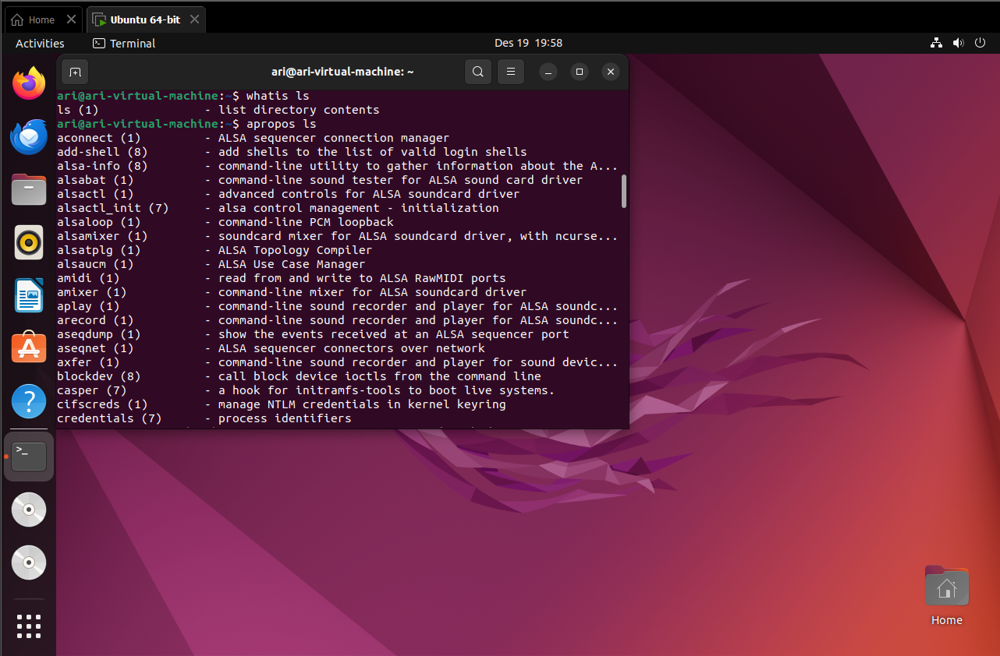 Home
Ubuntu 64-bit
Activities
Terminal
Des 19 19:58
ari@ari-virtual-machine: ~
ari@ari-virtual-machine:~$ whatis ls
ls (1) - list directory contents
ari@ari-virtual-machine:~$ apropos ls
aconnect (1) - ALSA sequencer connection manager
add-shell (8) - add shells to the list of valid login shells
alsa-info (8) - command-line utility to gather information about the A...
alsabat (1) - command-line sound tester for ALSA sound card driver
alsactl (1) - advanced controls for ALSA soundcard driver
alsactl_init (7) - alsa control management - initialization
alsaloop (1) - command-line PCM loopback
alsamixer (1) - soundcard mixer for ALSA soundcard driver, with ncurse...
alsatplg (1) - ALSA Topology Compiler
alsaucm (1) - ALSA Use Case Manager
amidi (1) - read from and write to ALSA RawMIDI ports
amixer (1) - command-line mixer for ALSA soundcard driver
aplay (1) - command-line sound recorder and player for ALSA soundc...
arecord (1) - command-line sound recorder and player for ALSA soundc...
aseqdump (1) - show the events received at an ALSA sequencer port
aseqnet (1) - ALSA sequencer connectors over network
axfer (1) - command-line sound recorder and player for sound devic...
blockdev (8) - call block device ioctls from the command line
casper (7) - a hook for initramfs-tools to boot live systems.
cifscreds (1) - manage NTLM credentials in kernel keyring
credentials (7) - process identifiers
>_
?
Home